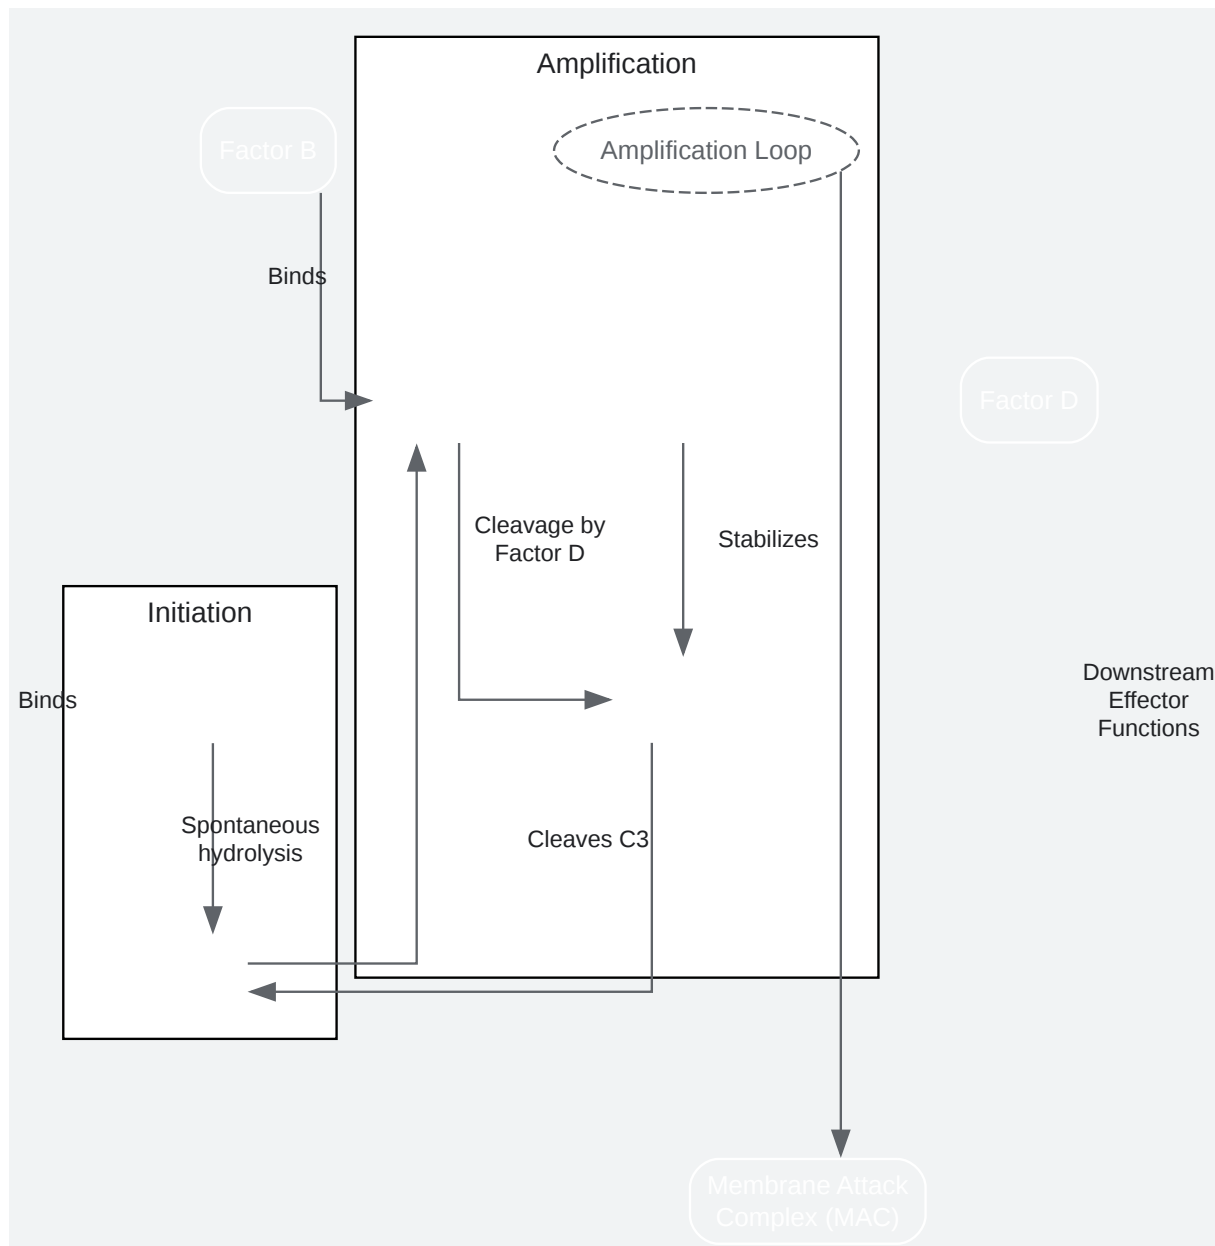 Amplification
Factor B
Amplification Loop
Binds
Factor D
Cleavage by
Factor D
Stabilizes
Initiation
Binds
Downstream
Effector
Functions
Spontaneous
hydrolysis
Cleaves C3
Membrane Attack
Complex (MAC)